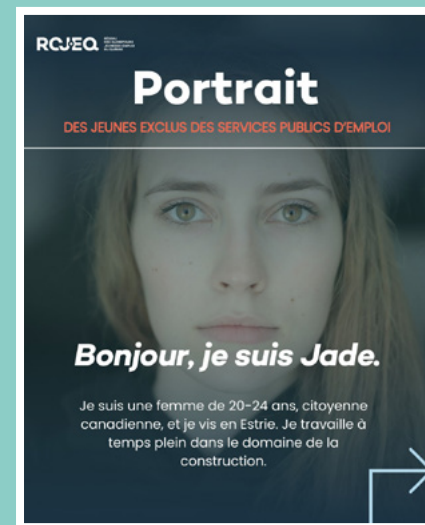 RCJEQ
Portrait
DES JEUNES EXCLUS DES SERVICES PUBLICS D'EMPLOI
Bonjour, je suis Jade.
Je suis une femme de 20-24 ans, citoyenne
canadienne, et je vis en Estrie. Je travaille à
temps plein dans le domaine de la
construction.